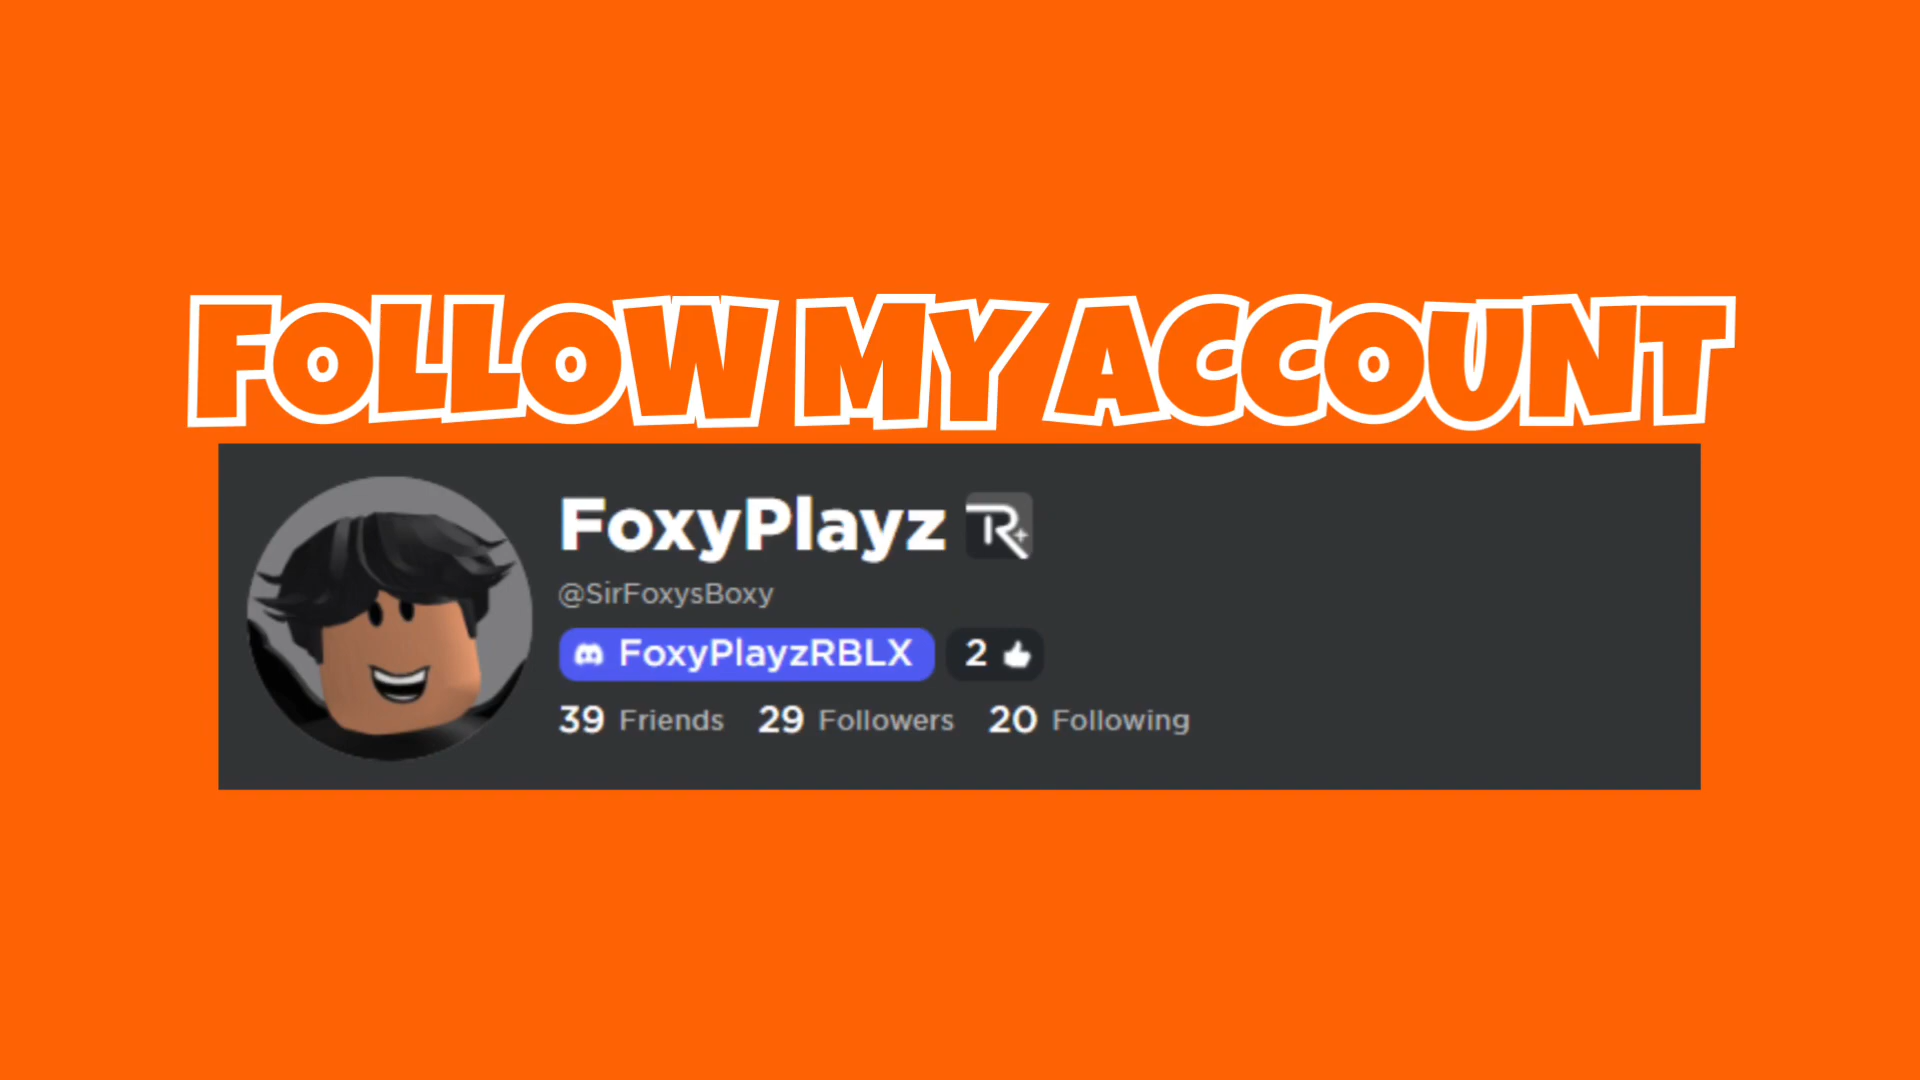 FOLLOW MY ACCOUNT
FoxyPlayz R+
@SirFoxysBoxy
FoxyPlayzRBLX 2
39 Friends 29 Followers 20 Following